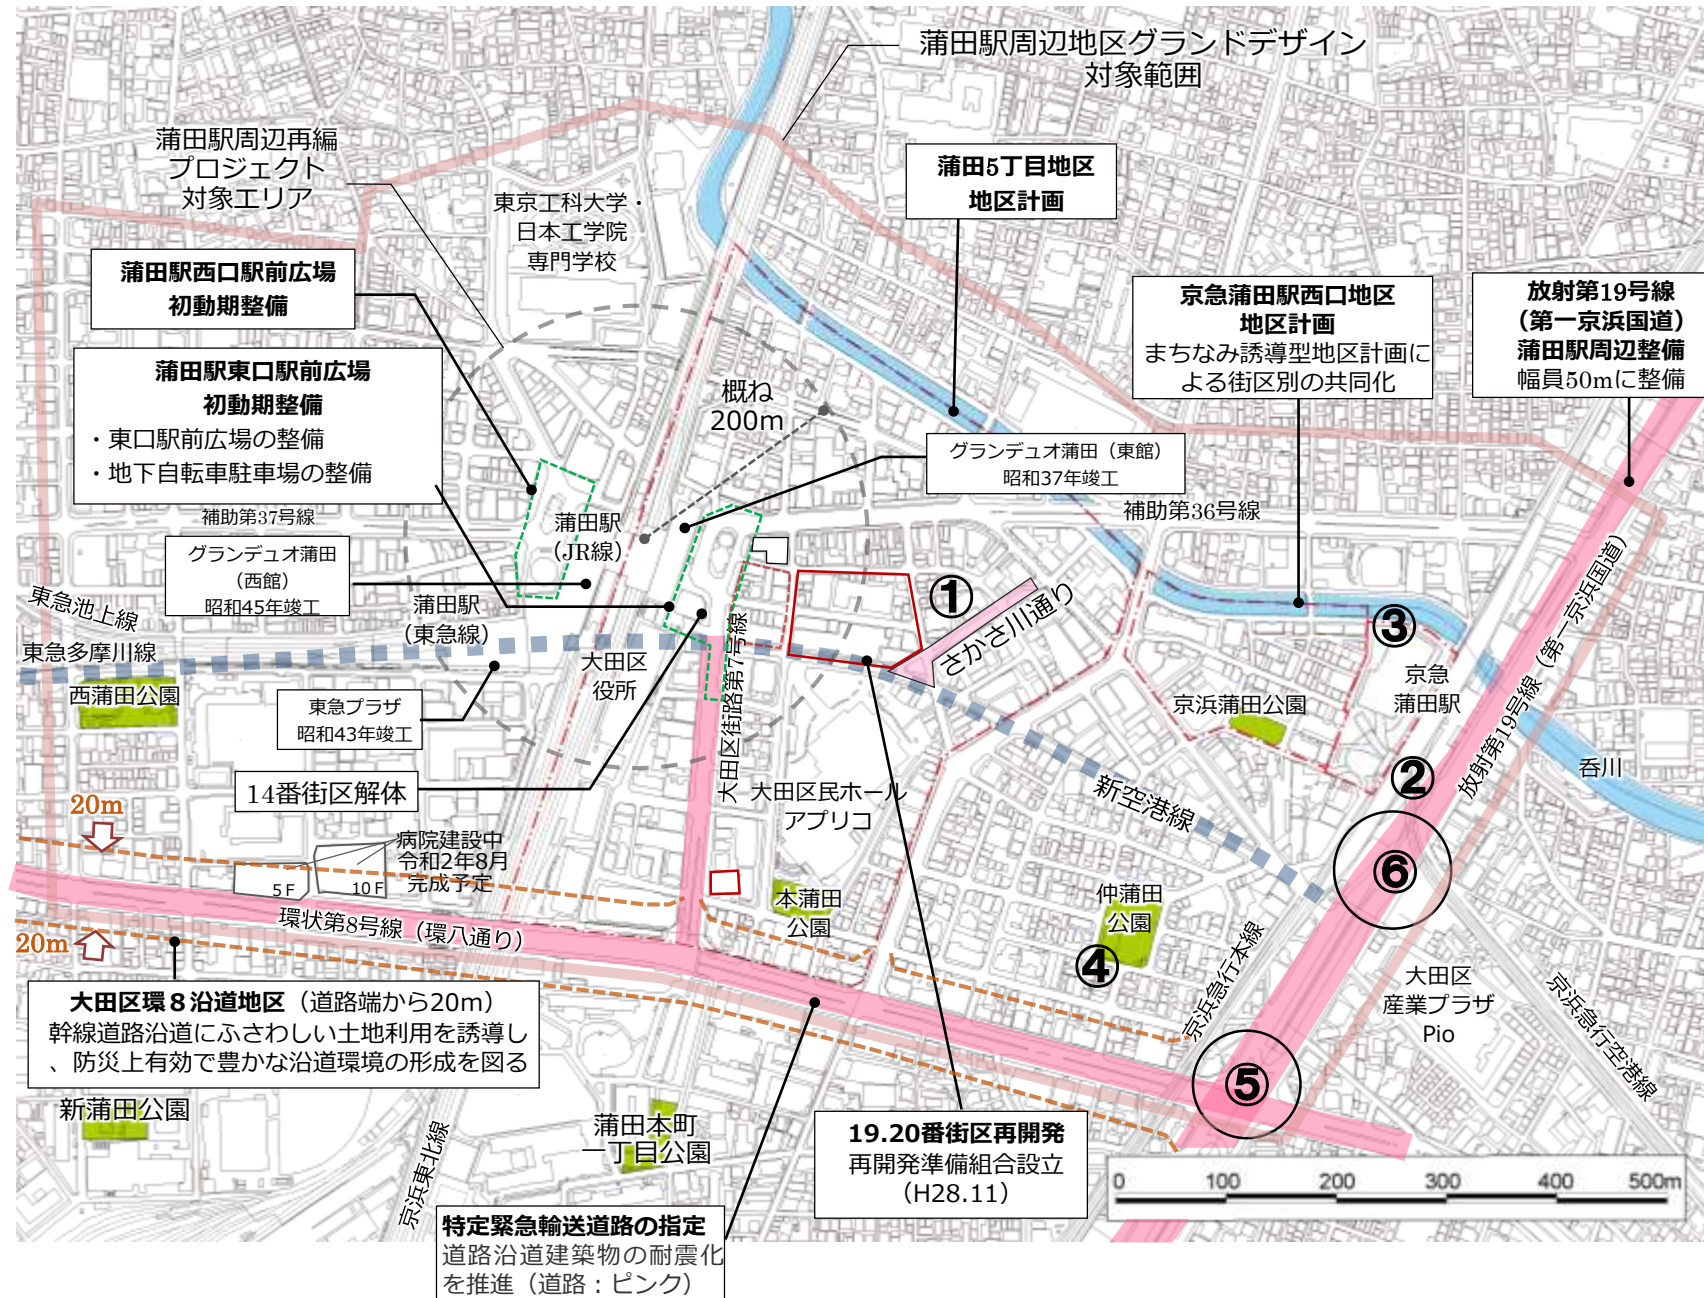 蒲田駅周辺地区グランドデザイン
対象範囲
蒲田駅周辺再編
プロジェクト
対象エリア
東京工科大学・
日本工学院
専門学校
蒲田5丁目地区
地区計画
蒲田駅西口駅前広場
初動期整備
京急蒲田駅西口地区
地区計画
まちなみ誘導型地区計画に
よる街区別の共同化
放射第19号線
（第一京浜国道）
蒲田駅周辺整備
幅員50mに整備
蒲田駅東口駅前広場
初動期整備
・東口駅前広場の整備
・地下自転車駐車場の整備
概ね
200m
グランデュオ蒲田（東館）
昭和37年竣工
補助第37号線
補助第36号線
蒲田駅
（JR線）
グランデュオ蒲田
（西館）
昭和45年竣工
東急池上線
東急多摩川線
蒲田駅
（東急線）
①
さかさ川通り
③
大田区
役所
大田区街路第7号線
京急
蒲田駅
放射第19号線（第一京浜国道）
西蒲田公園
東急プラザ
昭和43年竣工
京浜蒲田公園
②
呑川
14番街区解体
大田区民ホール
アプリコ
新空港線
20m
病院建設中
令和2年8月
完成予定
5F
10F
⑥
本蒲田
公園
仲蒲田
公園
環状第8号線（環八通り）
20m
④
京浜急行本線
大田区
産業プラザ
Pio
京浜急行空港線
大田区環８沿道地区（道路端から20m）
幹線道路沿道にふさわしい土地利用を誘導し
、防災上有効で豊かな沿道環境の形成を図る
⑤
新蒲田公園
京浜東北線
蒲田本町
一丁目公園
19.20番街区再開発
再開発準備組合設立
（H28.11）
0 100 200 300 400 500m
特定緊急輸送道路の指定
道路沿道建築物の耐震化
を推進（道路：ピンク）